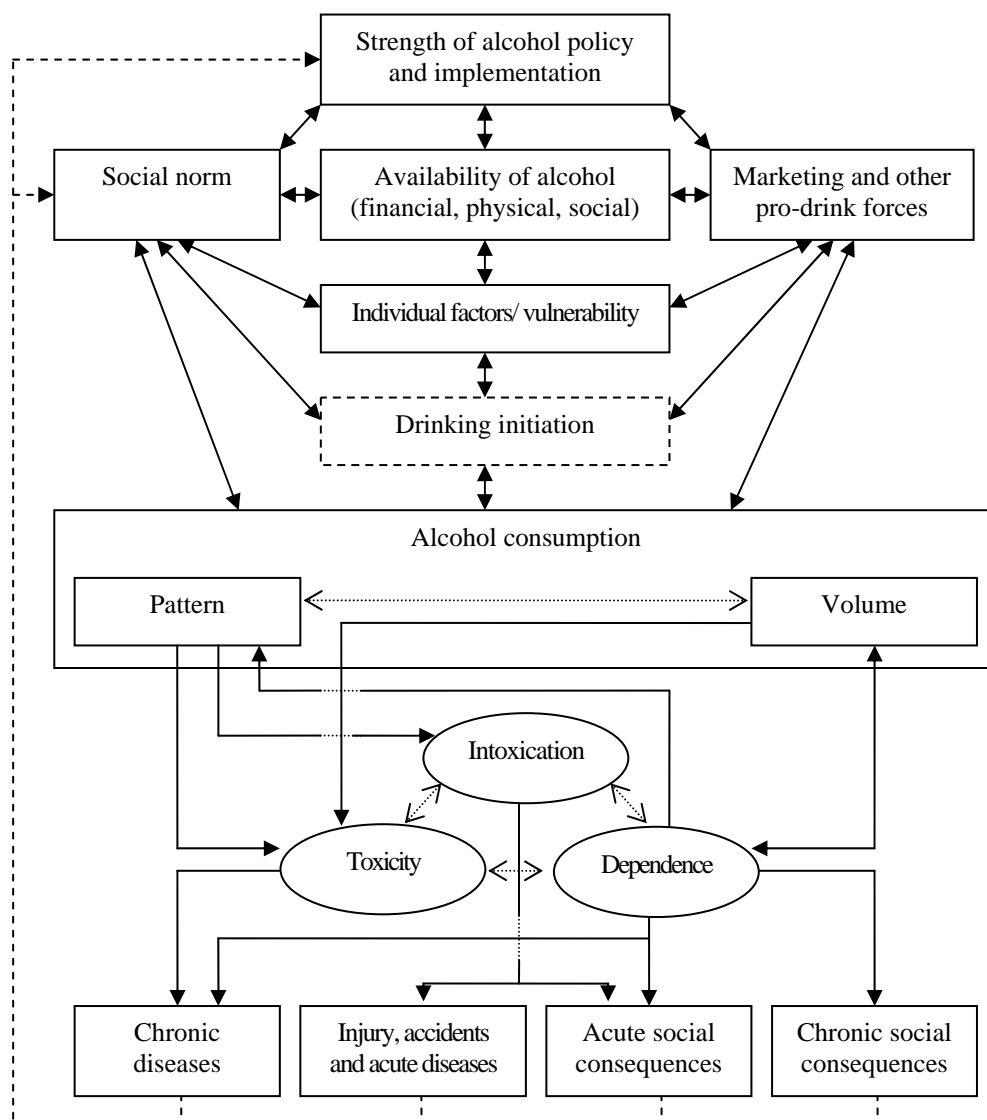 Strength of alcohol policy
and implementation
Social norm
Availability of alcohol
(financial, physical, social)
Marketing and other
pro-drink forces
Individual factors/ vulnerability
Drinking initiation
Alcohol consumption
Pattern
Volume
Intoxication
Toxicity
Dependence
Chronic
diseases
Injury, accidents
and acute diseases
Acute social
consequences
Chronic social
consequences